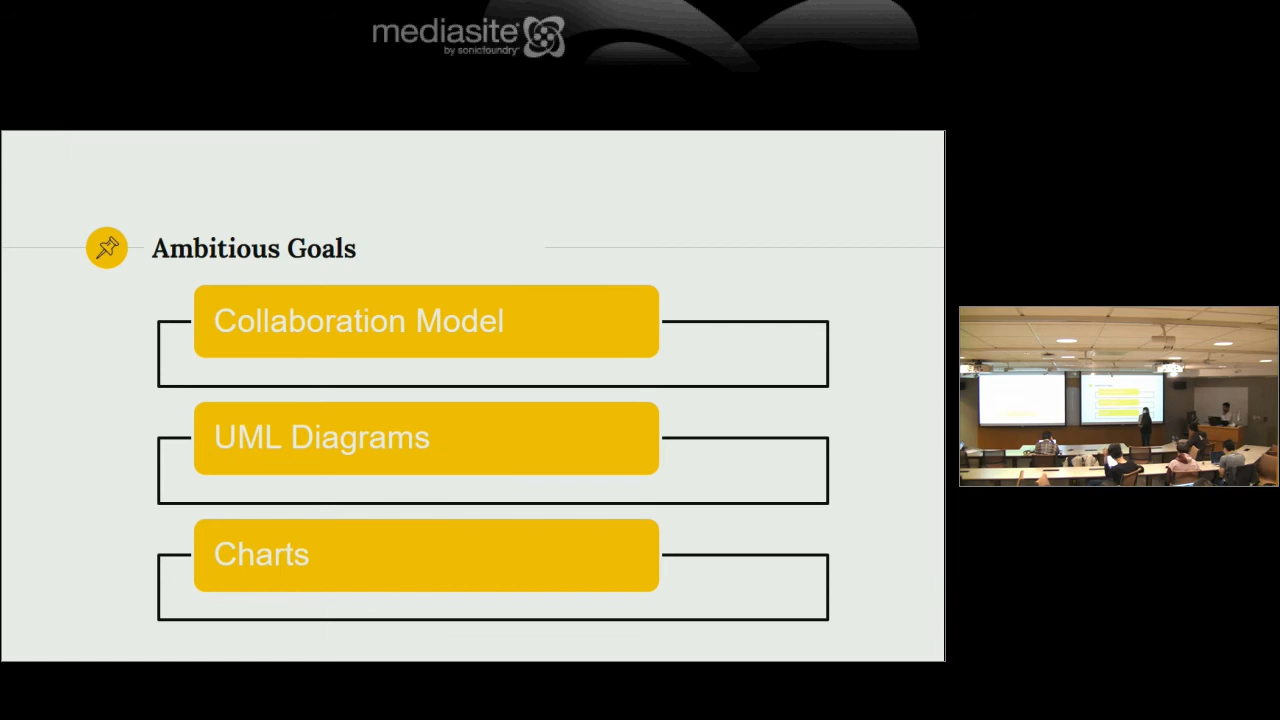 mediasite
by sonicfoundry
Ambitious Goals
Collaboration Model
UML Diagrams
Charts